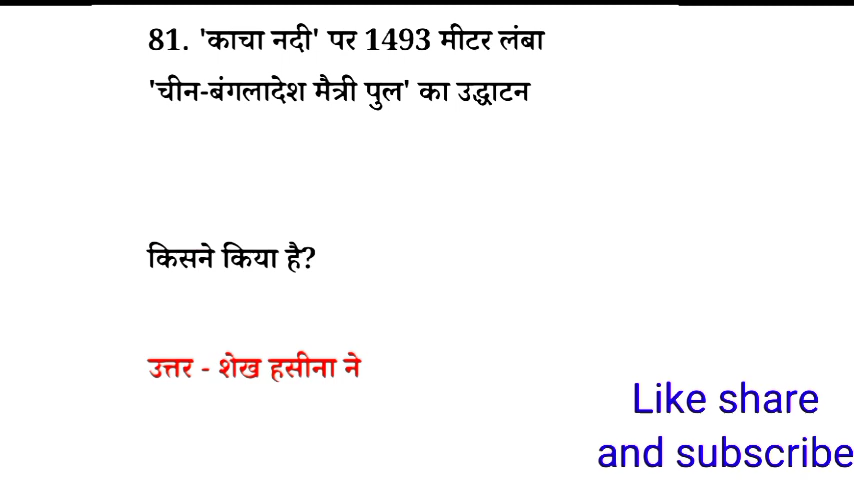 81. 'काचा नदी' पर 1493 मीटर लंबा
'चीन-बंगलादेश मैत्री पुल' का उद्घाटन
किसने किया है?
उत्तर - शेख हसीना ने
Like share
and subscribe